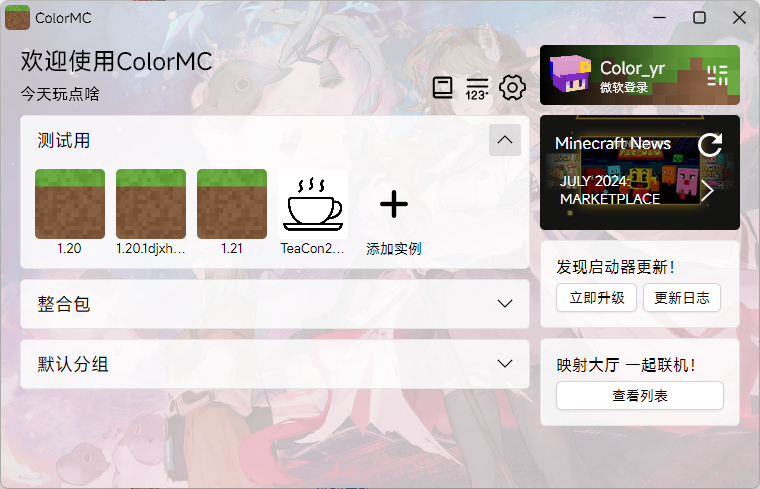 ColorMC
欢迎使用ColorMC
今天玩点啥
123
测试用
1.20
1.20.1djxh...
1.21
TeaCon2...
添加实例
整合包
默认分组
Color_yr
微软登录
Minecraft News
JULY 2024:
MARKETPLACE
发现启动器更新!
立即升级
更新日志
映射大厅 一起联机!
查看列表